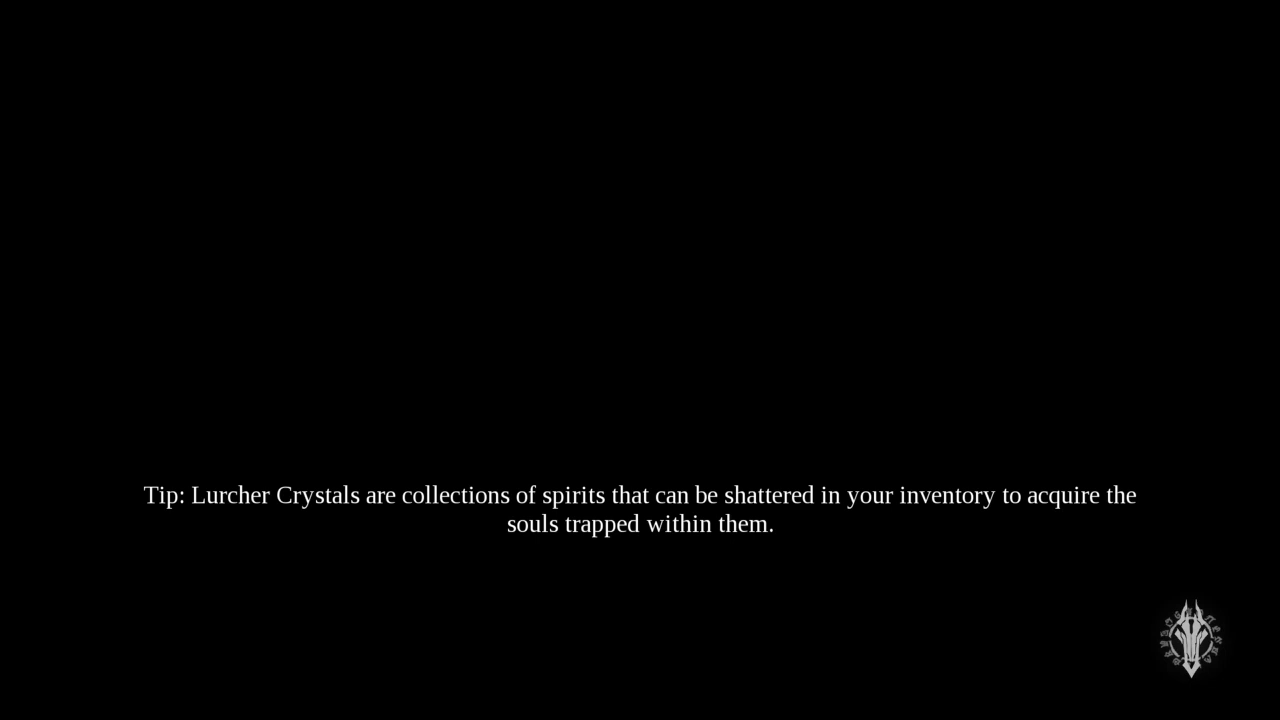 Tip: Lurcher Crystals are collections of spirits that can be shattered in your inventory to acquire the
souls trapped within them.